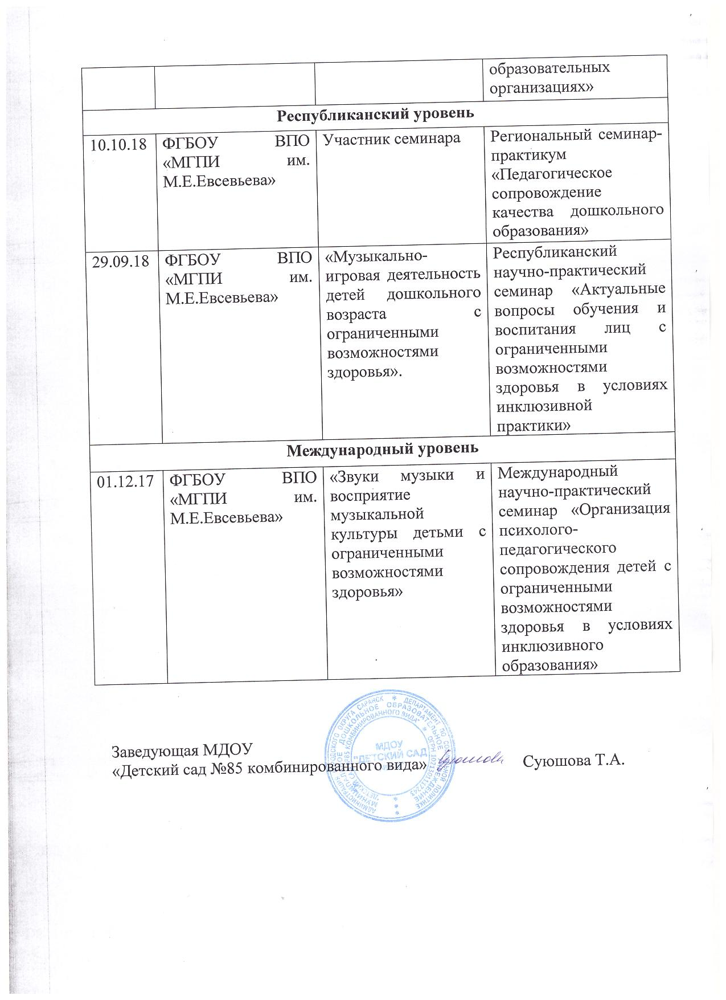 образовательных
организациях»
Республиканский уровень
10.10.18
ФГБОУ ВПО
«МГПИ им.
М.Е.Евсевьева»
Участник семинара
Региональный семинар-
практикум
«Педагогическое
сопровождение
качества дошкольного
образования»
29.09.18
ФГБОУ ВПО
«МГПИ им.
М.Е.Евсевьева»
«Музыкально-
игровая деятельность
детей дошкольного
возраста с
ограниченными
возможностями
здоровья».
Республиканский
научно-практический
семинар «Актуальные
вопросы обучения и
воспитания лиц с
ограниченными
возможностями
здоровья в условиях
инклюзивной
практики»
Международный уровень
01.12.17
ФГБОУ ВПО
«МГПИ им.
М.Е.Евсевьева»
«Звуки музыки и
восприятие
музыкальной
культуры детьми с
ограниченными
возможностями
здоровья»
Международный
научно-практический
семинар «Организация
психолого-
педагогического
сопровождения детей с
ограниченными
возможностями
здоровья в условиях
инклюзивного
образования»
Заведующая МДОУ
«Детский сад №85 комбинированного вида»
Суюшова Т.А.
МДОУ
"ДЕТСКИЙ САД